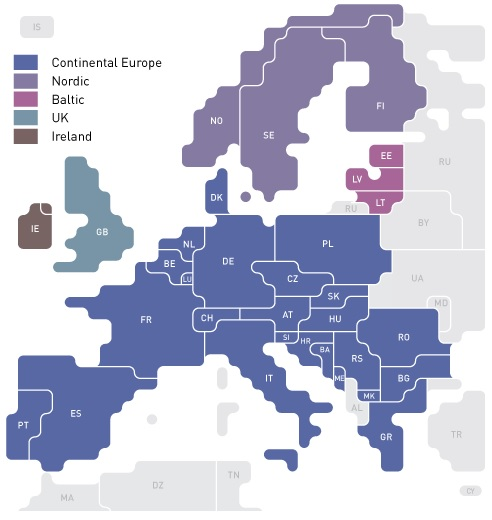 IS
Continental Europe
Nordic
Baltic
UK
Ireland
NO
SE
FI
RU
EE
LV
LT
RU
DK
BY
IE
GB
NL
BE
LU
DE
PL
CZ
SK
UA
MD
FR
CH
AT
HU
SI
HR
BA
RS
RO
ME
MK
BG
IT
AL
GR
ES
PT
TR
MA
DZ
TN
CY